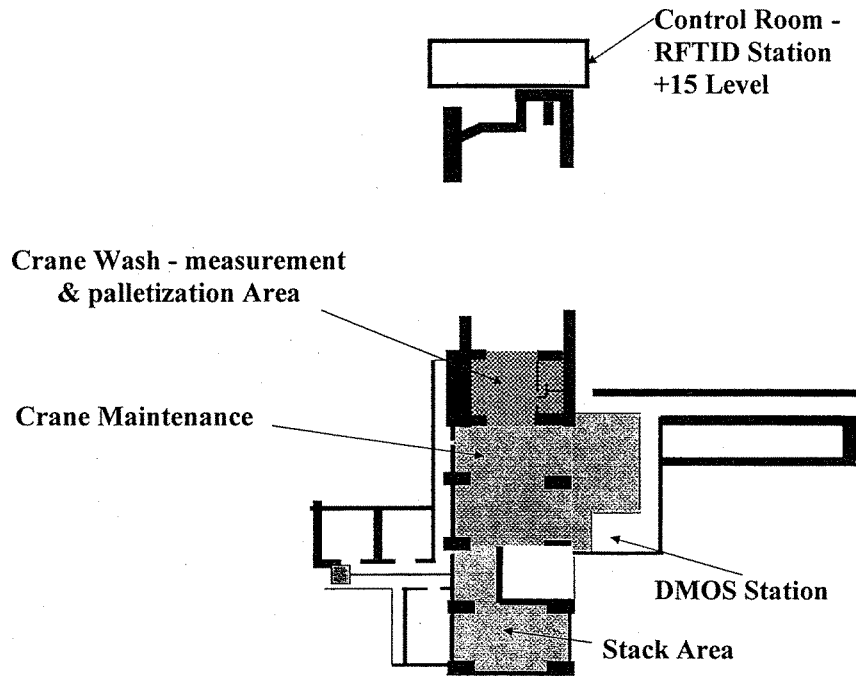 Control Room -
RFTID Station
+15 Level
Crane Wash - measurement
& palletization Area
Crane Maintenance
DMOS Station
Stack Area